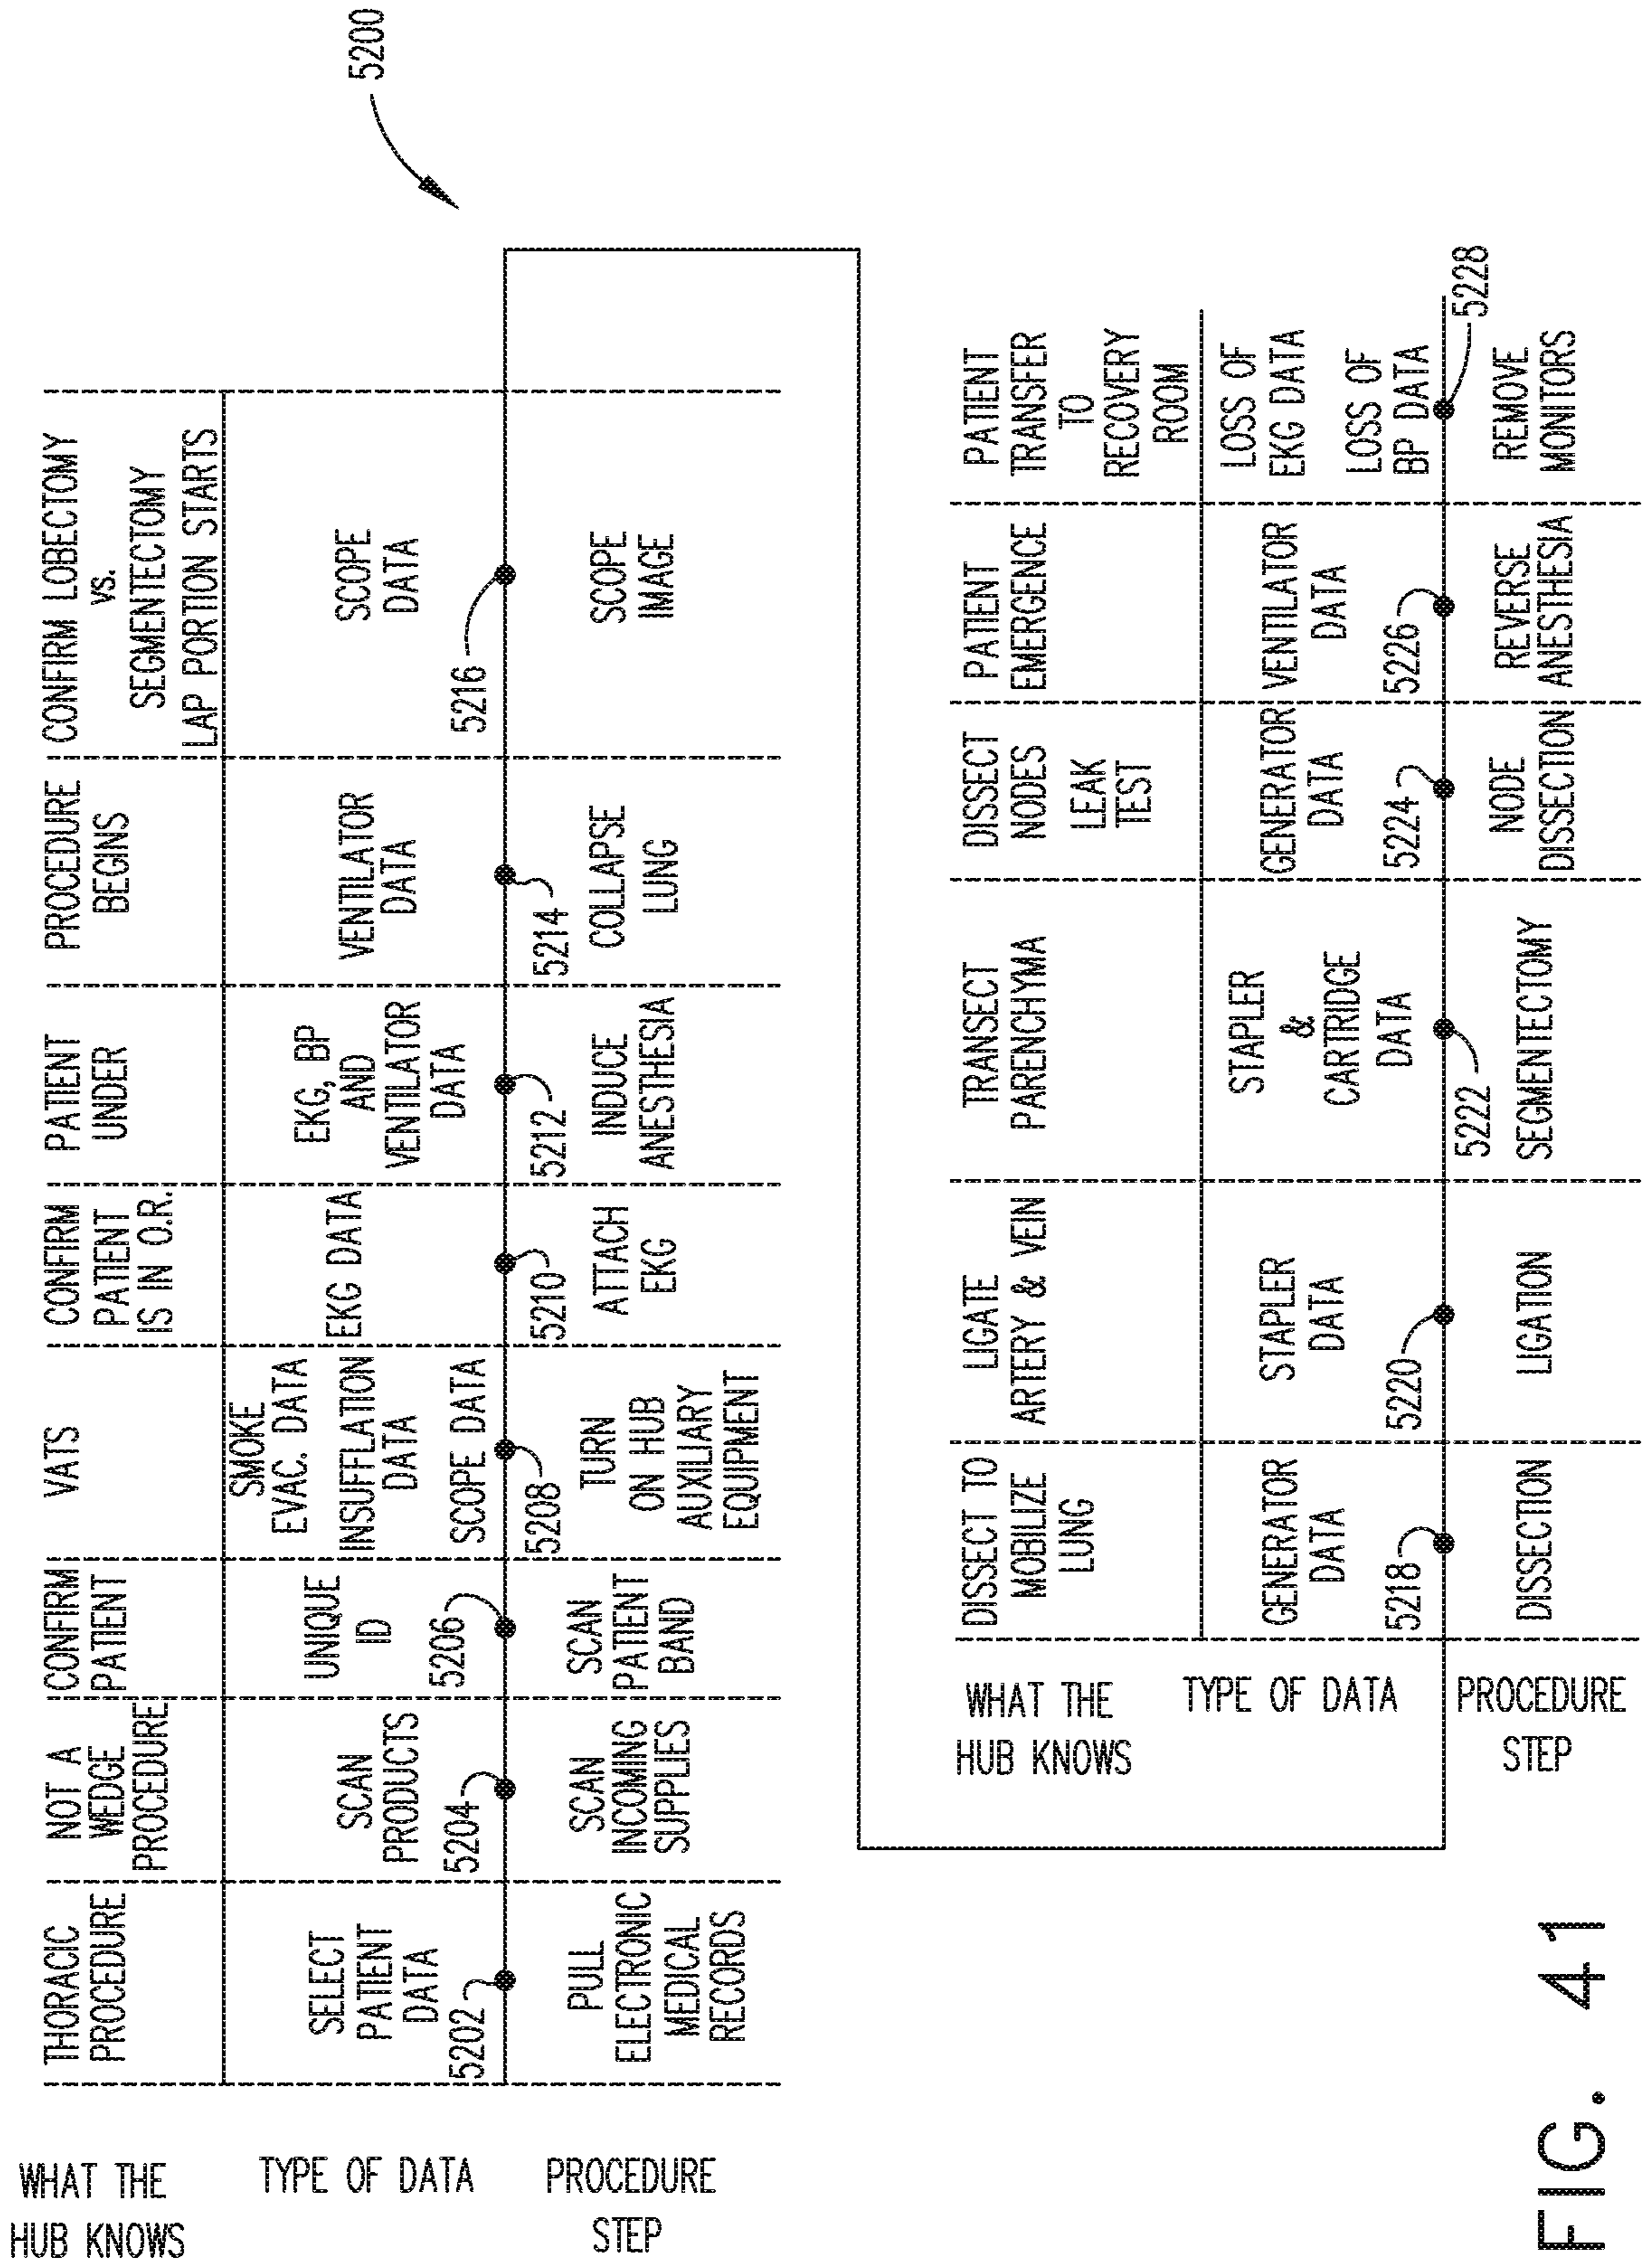 5200
WHAT THE
HUB KNOWS
THORACIC
PROCEDURE
NOT A
WEDGE
PROCEDURE
CONFIRM
PATIENT
VATS
CONFIRM
PATIENT
IS IN O.R.
PATIENT
UNDER
PROCEDURE
BEGINS
CONFIRM LOBECTOMY
VS.
SEGMENTECTOMY
LAP PORTION STARTS
TYPE OF DATA
SELECT
PATIENT
DATA
5202
SCAN
PRODUCTS
5204
UNIQUE
ID
5206
SMOKE
EVAC. DATA
INSUFFLATION
DATA
SCOPE DATA
5208
EKG DATA
5210
EKG, BP
AND
VENTILATOR
DATA
5212
VENTILATOR
DATA
5214
SCOPE
DATA
5216
PROCEDURE
STEP
PULL
ELECTRONIC
MEDICAL
RECORDS
SCAN
INCOMING
SUPPLIES
SCAN
PATIENT
BAND
TURN
ON HUB
AUXILIARY
EQUIPMENT
ATTACH
EKG
INDUCE
ANESTHESIA
COLLAPSE
LUNG
SCOPE
IMAGE
WHAT THE
HUB KNOWS
DISSECT TO
MOBILIZE
LUNG
LIGATE
ARTERY & VEIN
TRANSECT
PARENCHYMA
DISSECT
NODES
LEAK
TEST
PATIENT
EMERGENCE
PATIENT
TRANSFER
TO
RECOVERY
ROOM
TYPE OF DATA
GENERATOR
DATA
5218
STAPLER
DATA
5220
STAPLER
&
CARTRIDGE
DATA
5222
GENERATOR
DATA
5224
VENTILATOR
DATA
5226
LOSS OF
EKG DATA
LOSS OF
BP DATA
5228
PROCEDURE
STEP
DISSECTION
LIGATION
SEGMENTECTOMY
NODE
DISSECTION
REVERSE
ANESTHESIA
REMOVE
MONITORS
FIG. 41